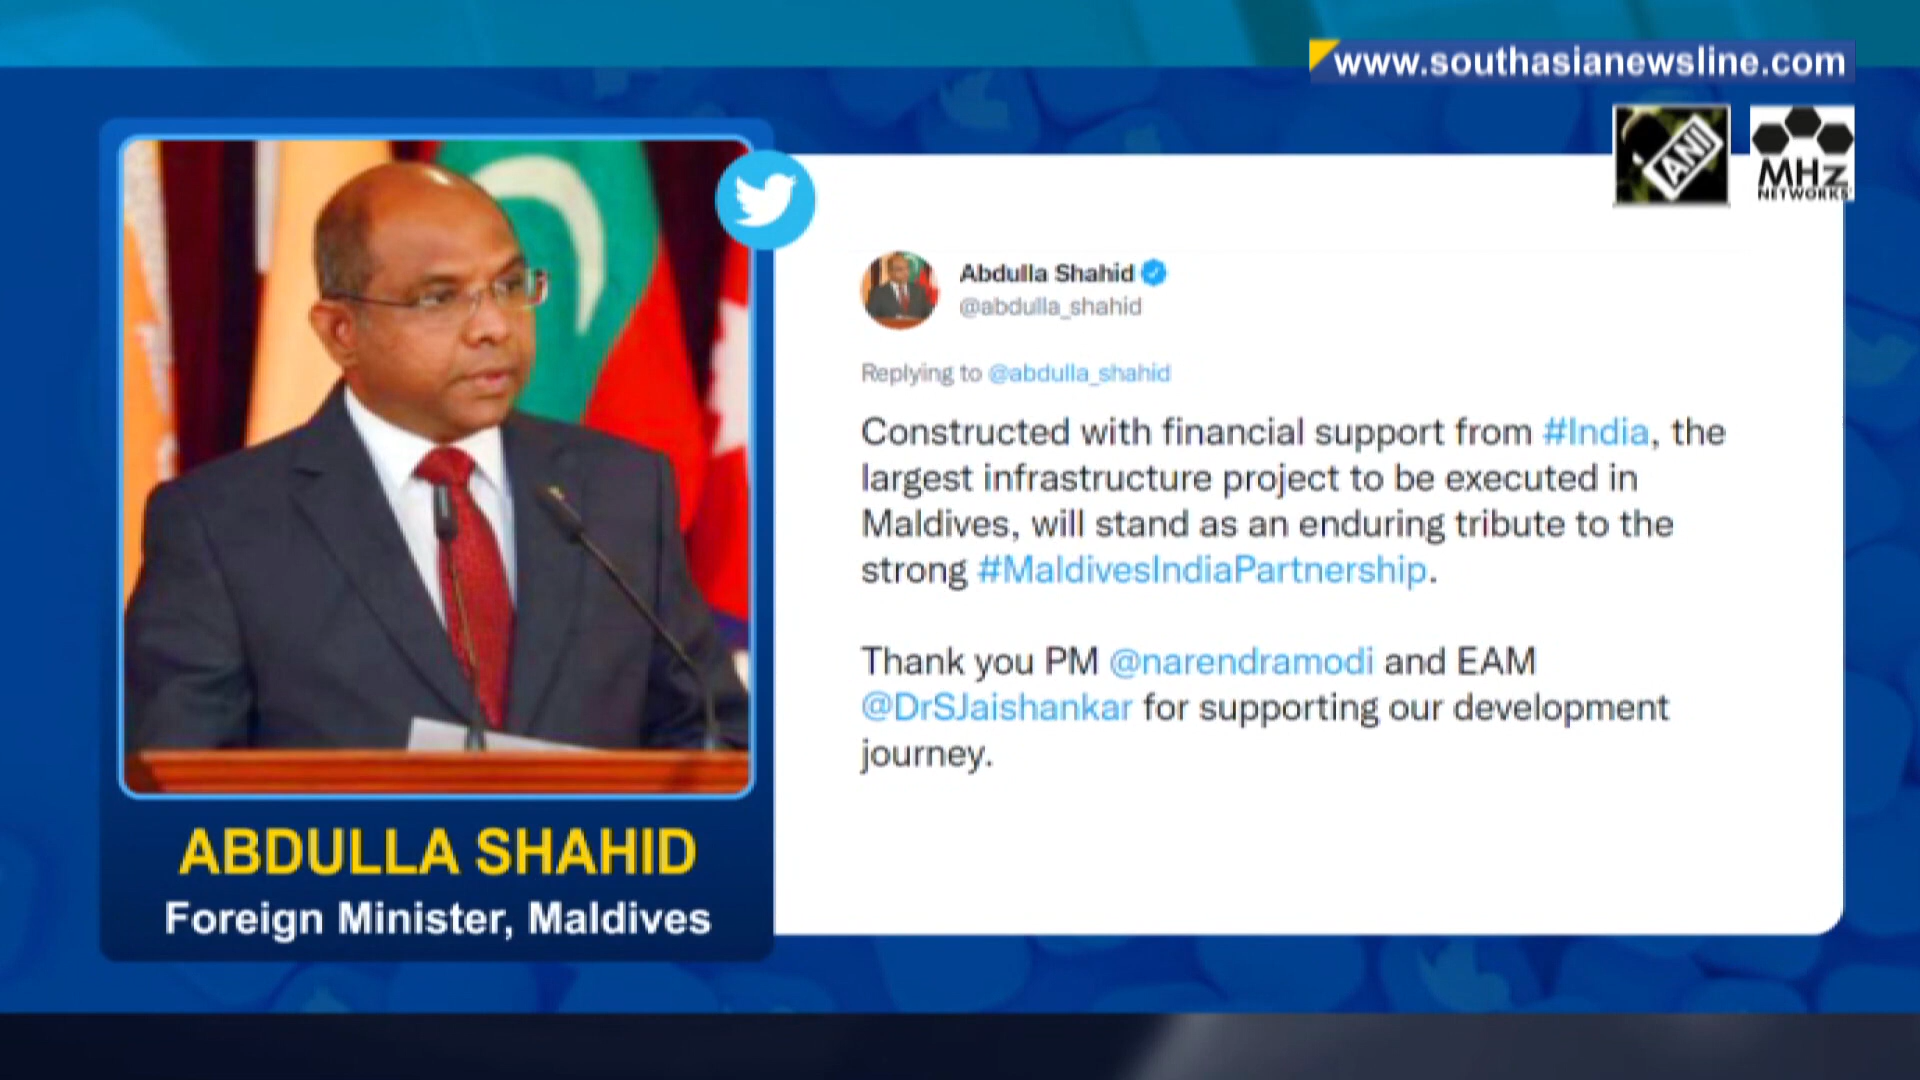 www.southasianewsline.com
ANI
MHz
NETWORKS
Abdulla Shahid
@abdulla_shahid
Replying to @abdulla_shahid
Constructed with financial support from #India, the
largest infrastructure project to be executed in
Maldives, will stand as an enduring tribute to the
strong #MaldivesIndiaPartnership.
Thank you PM @narendramodi and EAM
@DrSJaishankar for supporting our development
journey.
ABDULLA SHAHID
Foreign Minister, Maldives